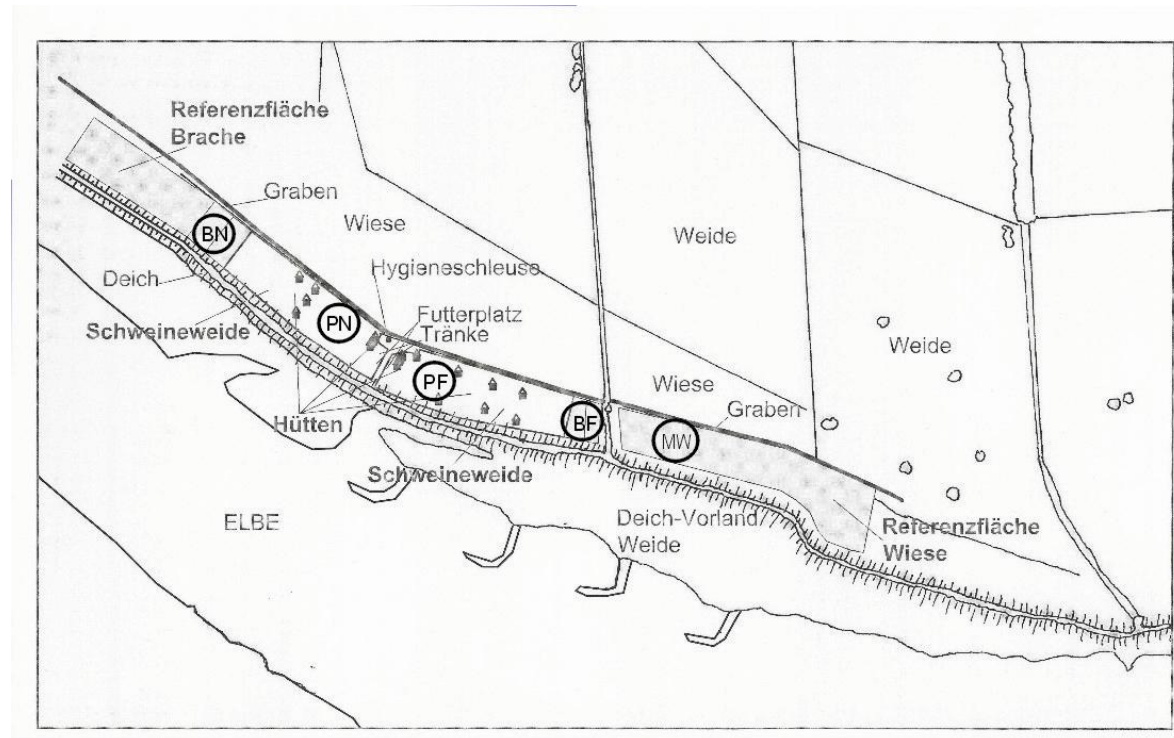 Referenzfläche
Brache
Graben
BN
Wiese
Weide
Deich
Hygieneschleuse
Schweineweide
PN
Futterplatz
Tränke
PF
Weide
Wiese
Graben
Hütten
BF
MW
Schweineweide
ELBE
Deich-Vorland
Weide
Referenzfläche
Wiese